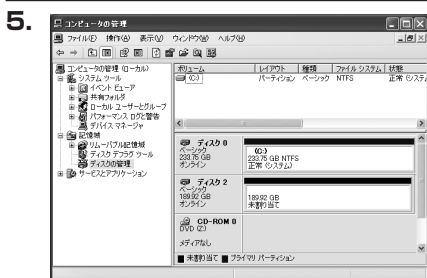 5.
コンピュータの管理
ファイル(F) 操作(A) 表示(V) ウィンドウ(W) ヘルプ(H)
コンピュータの管理 (ローカル)
システム ツール
イベント ビューア
共有フォルダ
ローカル ユーザーとグループ
パフォーマンス ログと警告
デバイス マネージャ
記憶域
リムーバブル記憶域
ディスク デフラグ ツール
ディスクの管理
サービスとアプリケーション
ボリューム レイアウト 種類 ファイル システム 状態
(C:) パーティション ベーシック NTFS 正常 (システム
ディスク 0
ベーシック
233.75 GB
オンライン
(C:)
233.75 GB NTFS
正常 (システム)
ディスク 2
ベーシック
189.92 GB
オンライン
189.92 GB
未割り当て
CD-ROM 0
DVD (Z:)
メディアなし
未割り当て プライマリ パーティション